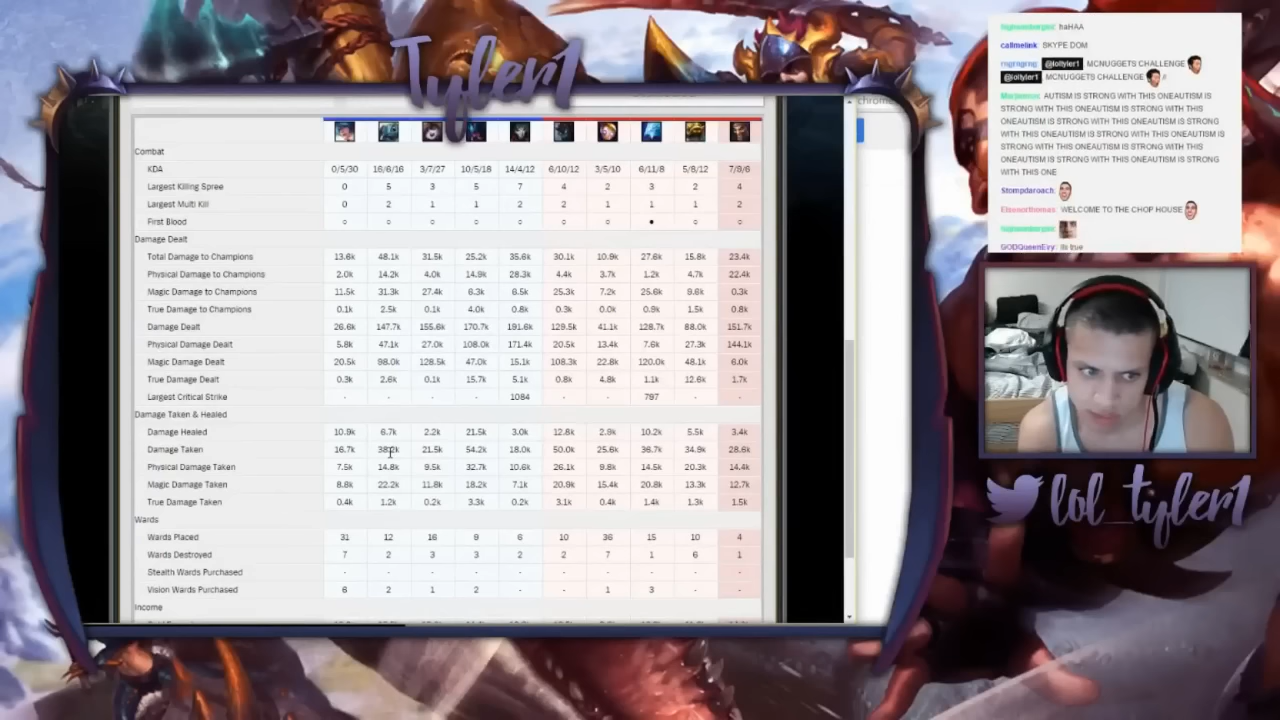 Tyler1
Combat
KDA 0/5/30 16/6/16 3/7/27 10/5/18 14/4/12 6/10/12 3/5/10 6/11/8 5/8/12 7/9/6
Largest Killing Spree 0 5 3 5 7 4 2 3 2 4
Largest Multi Kill 0 2 1 1 2 2 1 1 1 2
First Blood ○ ○ ○ ○ ○ ○ ○ ● ○ ○
Damage Dealt
Total Damage to Champions 13.6k 48.1k 31.5k 25.2k 35.6k 30.1k 10.9k 27.6k 15.8k 23.4k
Physical Damage to Champions 2.0k 14.2k 4.0k 14.9k 28.3k 4.4k 3.7k 1.2k 4.7k 22.4k
Magic Damage to Champions 11.5k 31.3k 27.4k 6.3k 6.5k 25.3k 7.2k 25.6k 9.6k 0.3k
True Damage to Champions 0.1k 2.5k 0.1k 4.0k 0.8k 0.3k 0.0k 0.9k 1.5k 0.8k
Damage Dealt 26.6k 147.7k 155.6k 170.7k 191.6k 129.5k 41.1k 128.7k 88.0k 151.7k
Physical Damage Dealt 5.8k 47.1k 27.0k 108.0k 171.4k 20.5k 13.4k 7.6k 27.3k 144.1k
Magic Damage Dealt 20.5k 98.0k 128.5k 47.0k 15.1k 108.3k 22.8k 120.0k 48.1k 6.0k
True Damage Dealt 0.3k 2.6k 0.1k 15.7k 5.1k 0.8k 4.8k 1.1k 12.6k 1.7k
Largest Critical Strike - - - - 1084 - - 797 - -
Damage Taken & Healed
Damage Healed 10.9k 6.7k 2.2k 21.5k 3.0k 12.8k 2.9k 10.2k 5.5k 3.4k
Damage Taken 16.7k 21.5k 54.2k 18.0k 50.0k 25.6k 36.7k 34.9k 28.6k
Physical Damage Taken 7.5k 14.8k 9.5k 32.7k 10.6k 26.1k 9.8k 14.5k 20.3k 14.4k
Magic Damage Taken 8.8k 22.2k 11.8k 18.2k 7.1k 20.9k 15.4k 20.8k 13.3k 12.7k
True Damage Taken 0.4k 1.2k 0.2k 3.3k 0.2k 3.1k 0.4k 1.4k 1.3k 1.5k
Wards
Wards Placed 31 12 16 9 6 10 36 15 10 4
Wards Destroyed 7 2 3 3 2 2 7 1 6 1
Stealth Wards Purchased - - - - - - - - - -
Vision Wards Purchased 6 2 1 2 - - 1 3 - -
Income
chrome
haHAA
callmelink: SKYPE DOM
@loltyler1 MCNUGGETS CHALLENGE
@loltyler1 MCNUGGETS CHALLENGE
AUTISM IS STRONG WITH THIS ONEAUTISM IS
STRONG WITH THIS ONEAUTISM IS STRONG WITH THIS
ONEAUTISM IS STRONG WITH THIS ONEAUTISM IS STRONG
WITH THIS ONEAUTISM IS STRONG WITH THIS ONEAUTISM IS
STRONG WITH THIS ONEAUTISM IS STRONG WITH THIS
ONEAUTISM IS STRONG WITH THIS ONEAUTISM IS STRONG
WITH THIS ONE
Stompdaroach:
WELCOME TO THE CHOP HOUSE
GODQueenEvy: its true
lol_tyler1